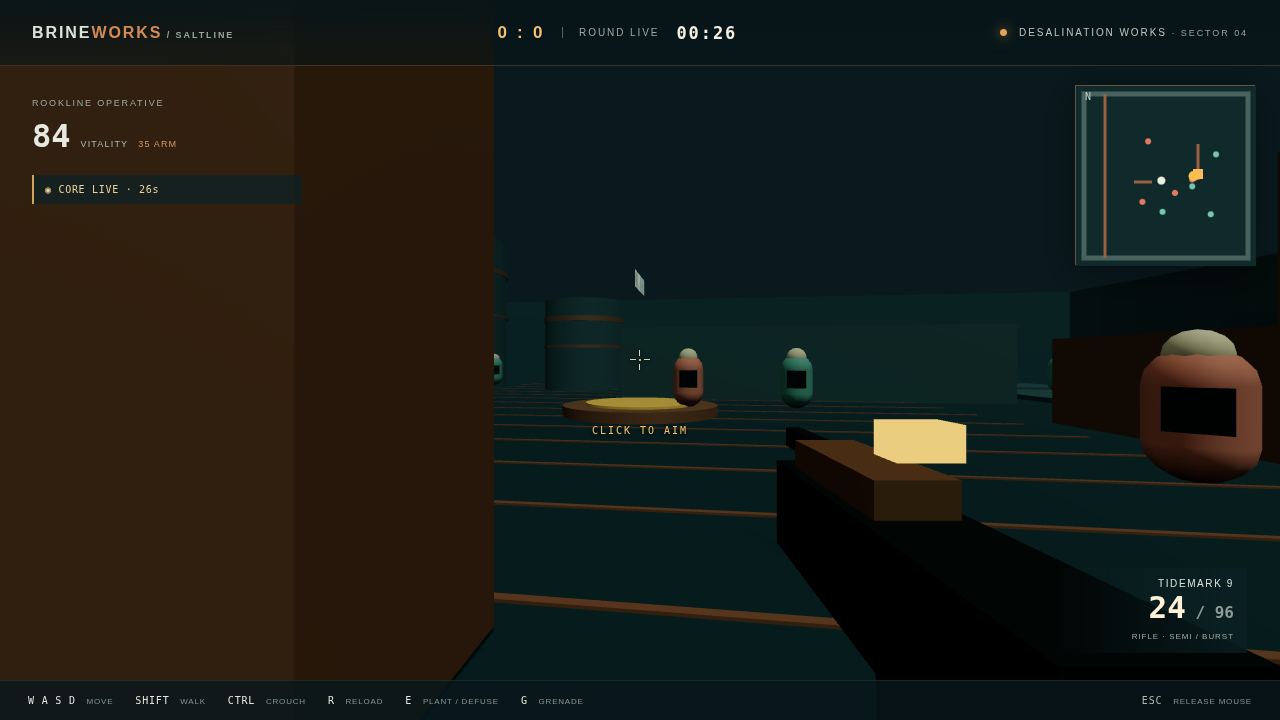 BRINEWORKS / SALTLINE
0 : 0 | ROUND LIVE 00:26
DESALINATION WORKS · SECTOR 04
N
ROOKLINE OPERATIVE
84 VITALITY 35 ARM
◉ CORE LIVE · 26s
CLICK TO AIM
TIDEMARK 9
24 / 96
RIFLE · SEMI / BURST
W A S D MOVE SHIFT WALK CTRL CROUCH R RELOAD E PLANT / DEFUSE G GRENADE ESC RELEASE MOUSE